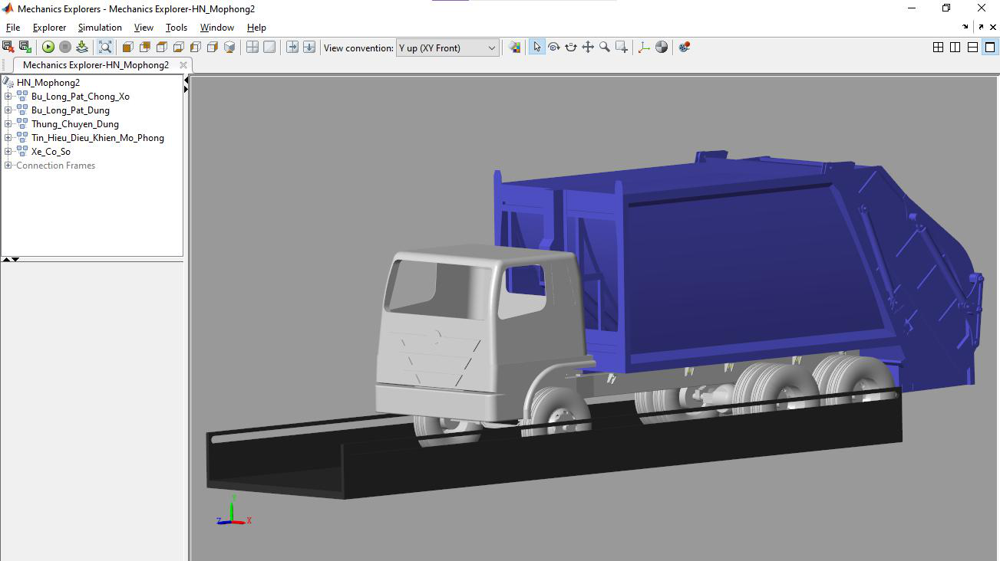 Mechanics Explorers - Mechanics Explorer-HN_Mophong2
File Explorer Simulation View Tools Window Help
View convention: Y up (XY Front)
Mechanics Explorer-HN_Mophong2
HN_Mophong2
Bu_Long_Pat_Chong_Xo
Bu_Long_Pat_Dung
Thung_Chuyen_Dung
Tin_Hieu_Dieu_Khien_Mo_Phong
Xe_Co_So
Connection Frames
Y
Z X